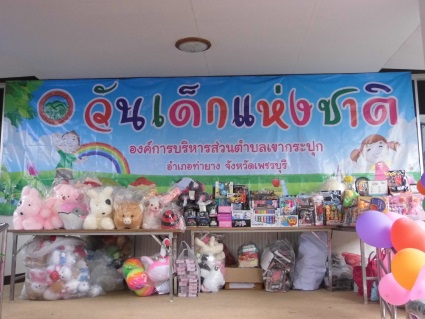 วันเด็กแห่งชาติ
องค์การบริหารส่วนตำบลเขากระปุก
อำเภอท่ายาง จังหวัดเพชรบุรี